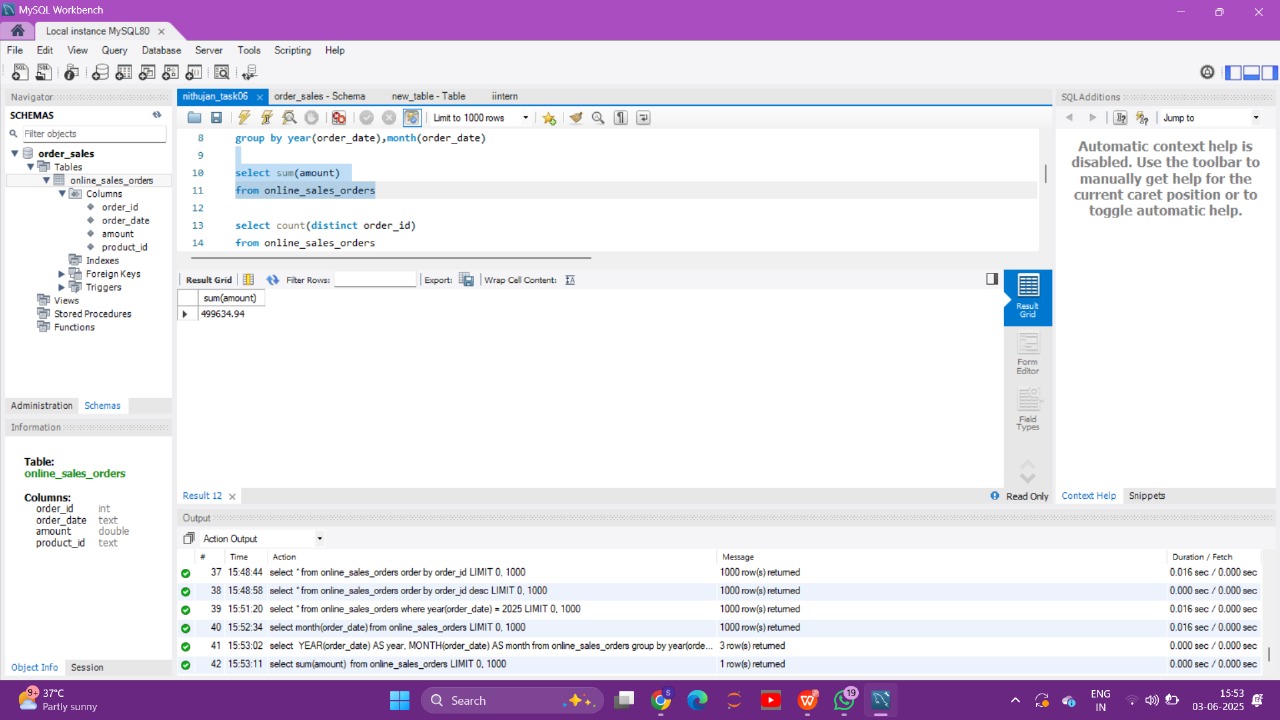 MySQL Workbench
Local instance MySQL80
File Edit View Query Database Server Tools Scripting Help
Navigator
SCHEMAS
Filter objects
order_sales
Tables
online_sales_orders
Columns
order_id
order_date
amount
product_id
Indexes
Foreign Keys
Triggers
Views
Stored Procedures
Functions
Administration Schemas
Information
Table:
online_sales_orders
Columns:
order_id int
order_date text
amount double
product_id text
Object Info Session
nithujan_task06 order_sales - Schema new_table - Table iintern
Limit to 1000 rows
8 group by year(order_date),month(order_date)
9
10 select sum(amount)
11 from online_sales_orders
12
13 select count(distinct order_id)
14 from online_sales_orders
Result Grid Filter Rows: Export: Wrap Cell Content:
sum(amount)
499634.94
Result Grid
Form Editor
Field Types
Result 12 Read Only
Output
Action Output
# Time Action Message Duration / Fetch
37 15:48:44 select * from online_sales_orders order by order_id LIMIT 0, 1000 1000 row(s) returned 0.016 sec / 0.000 sec
38 15:48:58 select * from online_sales_orders order by order_id desc LIMIT 0, 1000 1000 row(s) returned 0.000 sec / 0.000 sec
39 15:51:20 select * from online_sales_orders where year(order_date) = 2025 LIMIT 0, 1000 1000 row(s) returned 0.016 sec / 0.000 sec
40 15:52:34 select month(order_date) from online_sales_orders LIMIT 0, 1000 1000 row(s) returned 0.016 sec / 0.000 sec
41 15:53:02 select YEAR(order_date) AS year, MONTH(order_date) AS month from online_sales_orders group by year(orde... 3 row(s) returned 0.000 sec / 0.000 sec
42 15:53:11 select sum(amount) from online_sales_orders LIMIT 0, 1000 1 row(s) returned 0.000 sec / 0.000 sec
SQLAdditions
Jump to
Automatic context help is
disabled. Use the toolbar to
manually get help for the
current caret position or to
toggle automatic help.
Context Help Snippets
9+
37°C
Partly sunny
Search
S
19
ENG
IN
15:53
03-06-2025